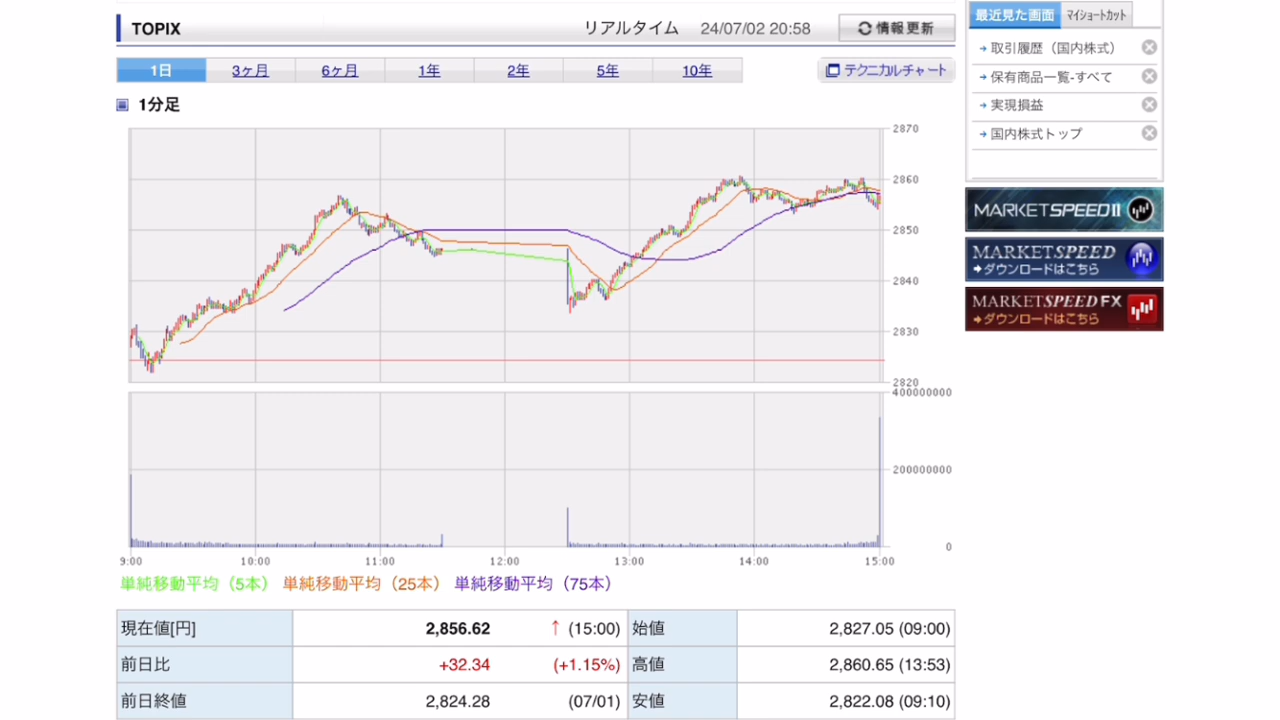 TOPIX
リアルタイム 24/07/02 20:58
情報更新
1日 3ヶ月 6ヶ月 1年 2年 5年 10年
テクニカルチャート
1分足
2870
2860
2850
2840
2830
2820
400000000
200000000
0
9:00 10:00 11:00 12:00 13:00 14:00 15:00
単純移動平均（5本） 単純移動平均（25本） 単純移動平均（75本）
現在値[円] 2,856.62 ↑ (15:00) 始値 2,827.05 (09:00)
前日比 +32.34 (+1.15%) 高値 2,860.65 (13:53)
前日終値 2,824.28 (07/01) 安値 2,822.08 (09:10)
最近見た画面 マイショートカット
取引履歴（国内株式）
保有商品一覧-すべて
実現損益
国内株式トップ
MARKETSPEED II
MARKETSPEED
ダウンロードはこちら
MARKETSPEED FX
ダウンロードはこちら